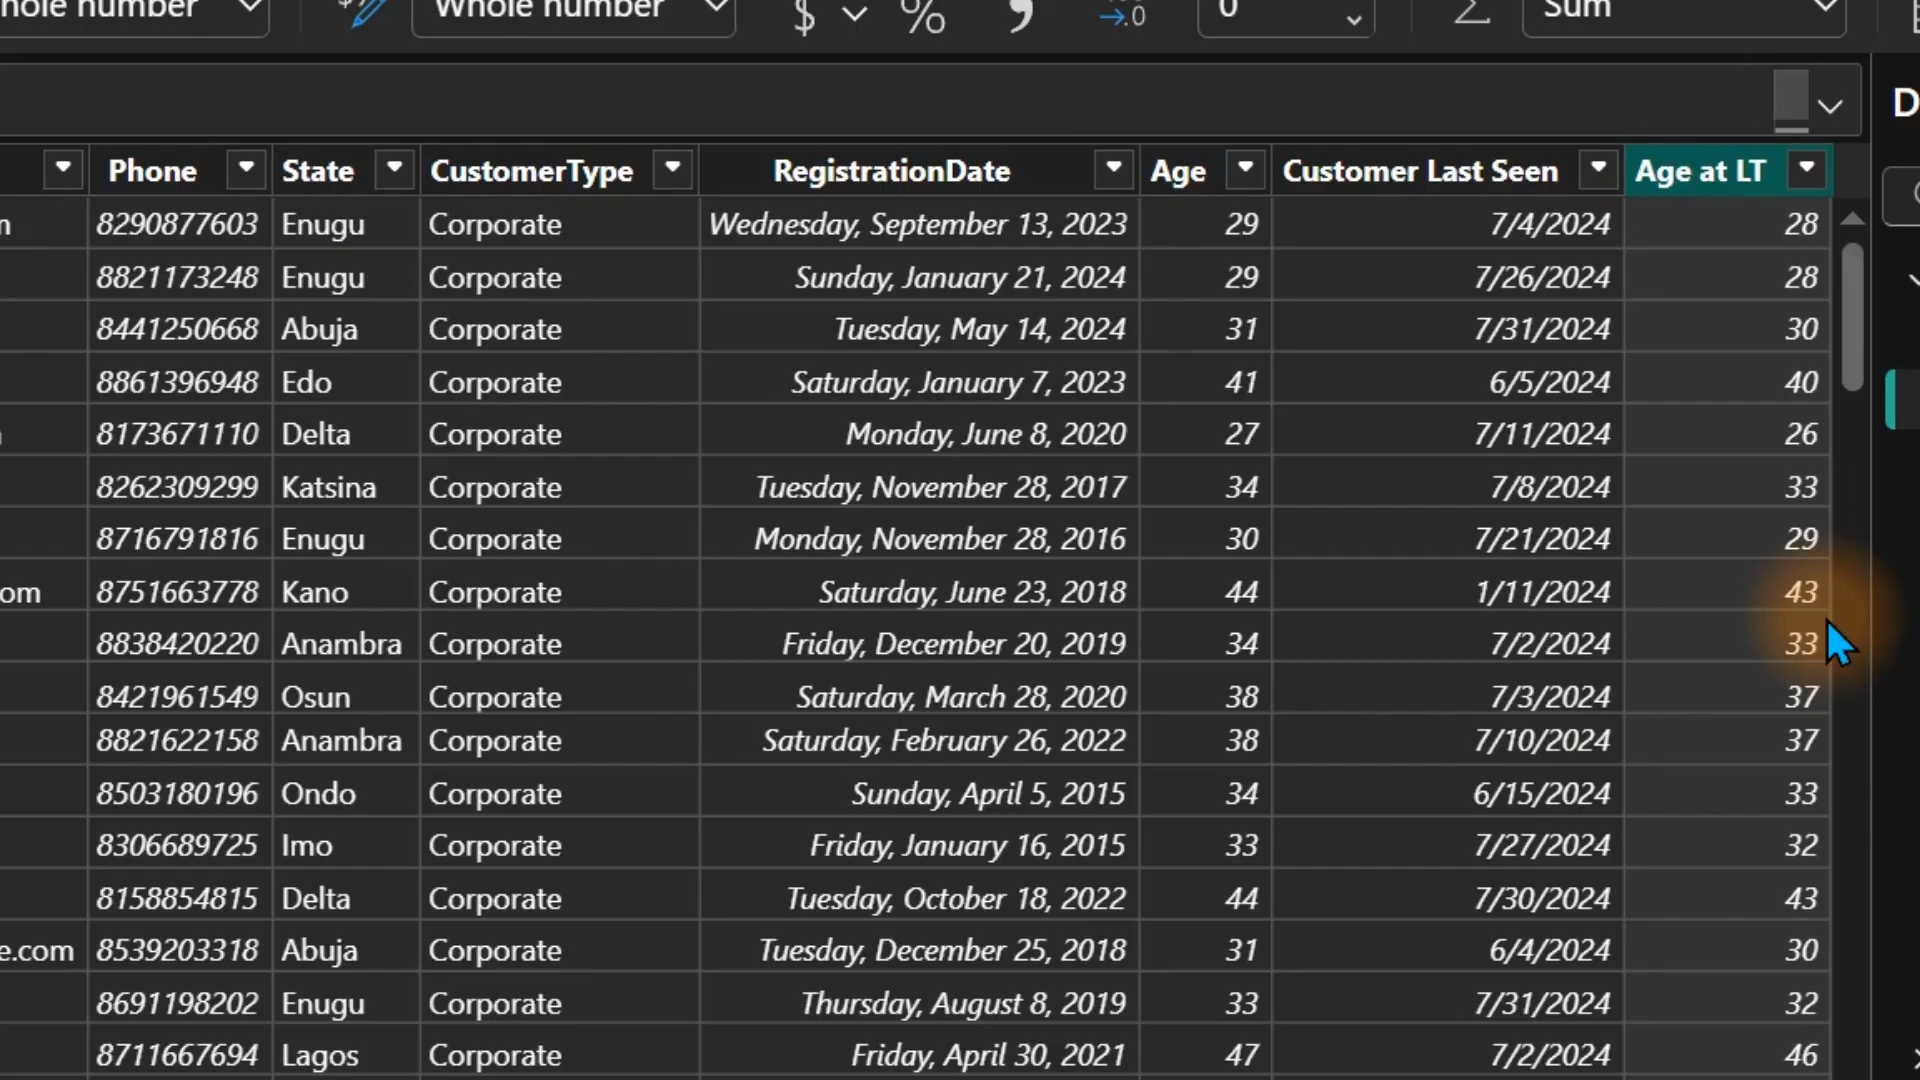 Whole number $ % , 0 Sum
D
Phone State CustomerType RegistrationDate Age Customer Last Seen Age at LT
8290877603 Enugu Corporate Wednesday, September 13, 2023 29 7/4/2024 28
8821173248 Enugu Corporate Sunday, January 21, 2024 29 7/26/2024 28
8441250668 Abuja Corporate Tuesday, May 14, 2024 31 7/31/2024 30
8861396948 Edo Corporate Saturday, January 7, 2023 41 6/5/2024 40
8173671110 Delta Corporate Monday, June 8, 2020 27 7/11/2024 26
8262309299 Katsina Corporate Tuesday, November 28, 2017 34 7/8/2024 33
8716791816 Enugu Corporate Monday, November 28, 2016 30 7/21/2024 29
om 8751663778 Kano Corporate Saturday, June 23, 2018 44 1/11/2024 43
8838420220 Anambra Corporate Friday, December 20, 2019 34 7/2/2024 33
8421961549 Osun Corporate Saturday, March 28, 2020 38 7/3/2024 37
8821622158 Anambra Corporate Saturday, February 26, 2022 38 7/10/2024 37
8503180196 Ondo Corporate Sunday, April 5, 2015 34 6/15/2024 33
8306689725 Imo Corporate Friday, January 16, 2015 33 7/27/2024 32
8158854815 Delta Corporate Tuesday, October 18, 2022 44 7/30/2024 43
e.com 8539203318 Abuja Corporate Tuesday, December 25, 2018 31 6/4/2024 30
8691198202 Enugu Corporate Thursday, August 8, 2019 33 7/31/2024 32
8711667694 Lagos Corporate Friday, April 30, 2021 47 7/2/2024 46